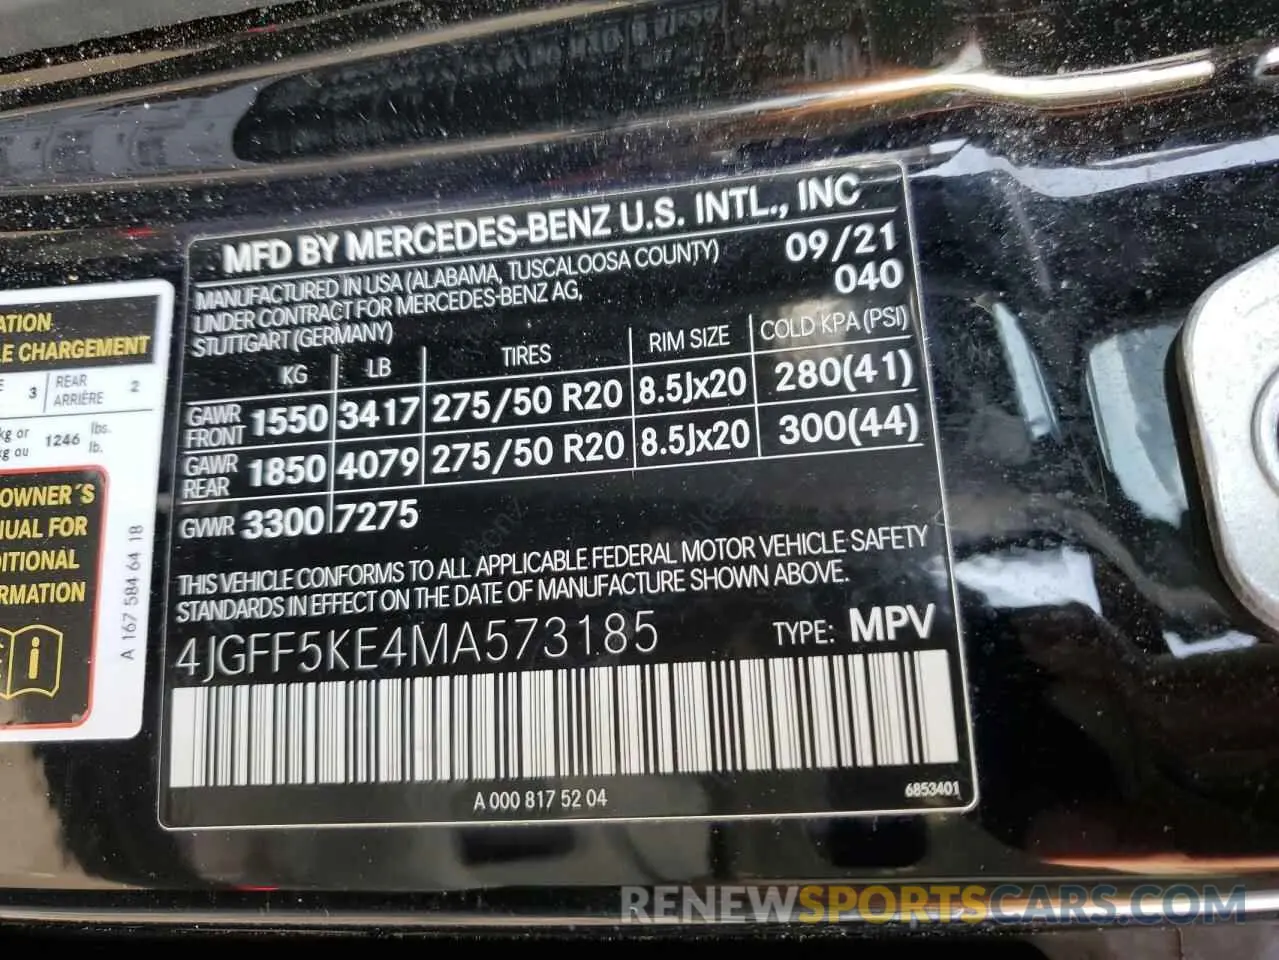 MFD BY MERCEDES-BENZ U.S. INTL., INC
MANUFACTURED IN USA (ALABAMA, TUSCALOOSA COUNTY) 09/21
UNDER CONTRACT FOR MERCEDES-BENZ AG, 040
STUTTGART (GERMANY)
KG LB TIRES RIM SIZE COLD KPA (PSI)
GAWR FRONT 1550 3417 275/50 R20 8.5Jx20 280(41)
GAWR REAR 1850 4079 275/50 R20 8.5Jx20 300(44)
GVWR 3300 7275
THIS VEHICLE CONFORMS TO ALL APPLICABLE FEDERAL MOTOR VEHICLE SAFETY
STANDARDS IN EFFECT ON THE DATE OF MANUFACTURE SHOWN ABOVE.
4JGFF5KE4MA573185 TYPE: MPV
A 000 817 52 04
6853401
ATION
LE CHARGEMENT
E 3 REAR ARRIÈRE 2
kg or
kg ou 1246 lbs.
lb.
OWNER'S
NUAL FOR
DITIONAL
RMATION
i
A 167 584 64 18
RENEWSPORTSCARS.COM